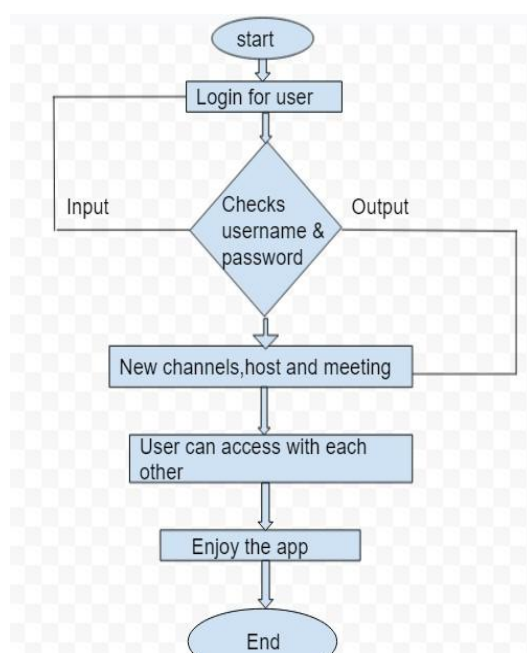 start
Login for user
Input
Checks
username &
password
Output
New channels,host and meeting
User can access with each
other
Enjoy the app
End